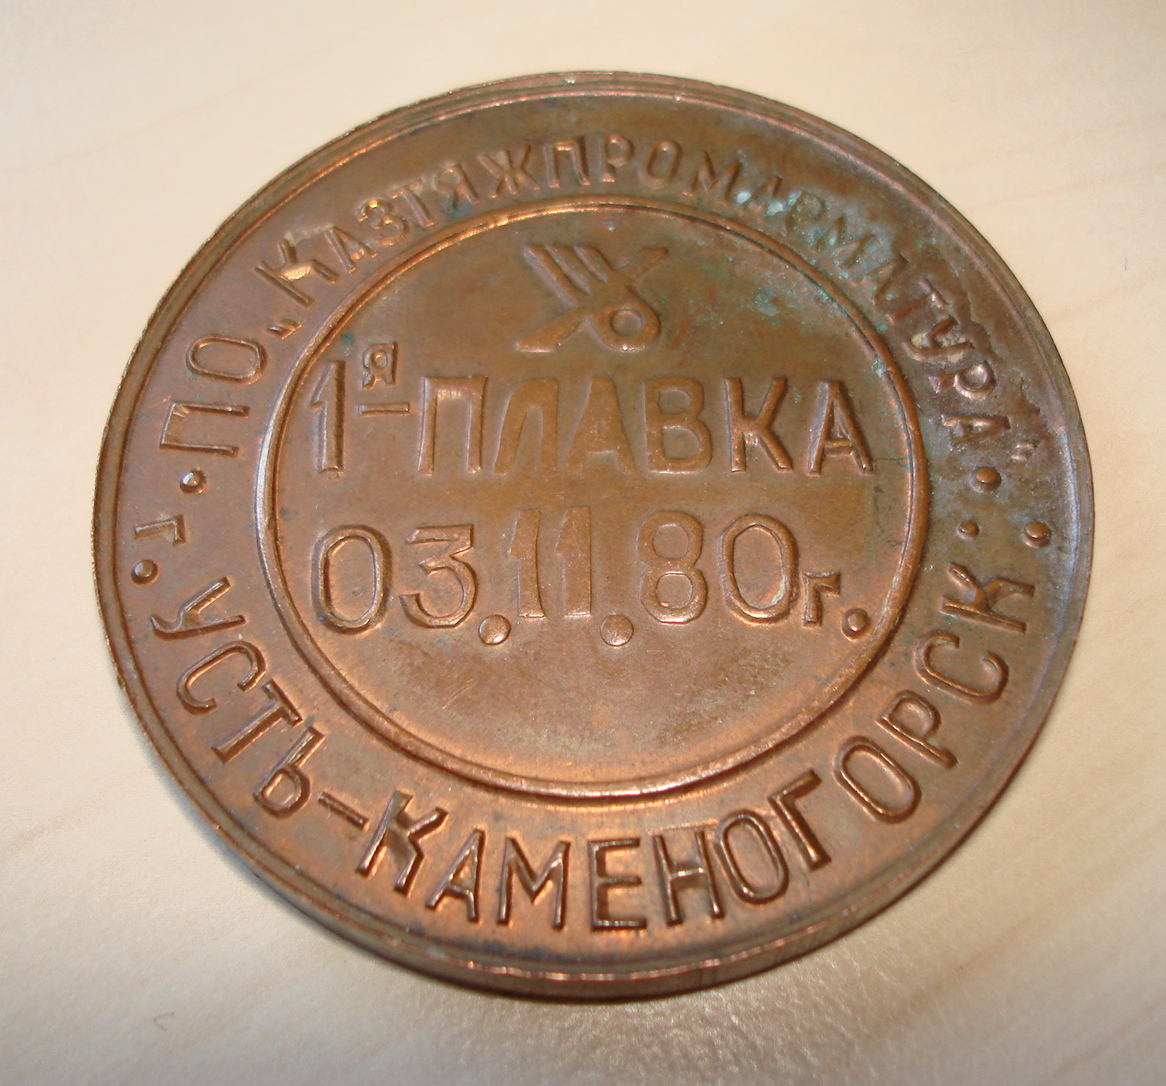 ПО „КАЗТЯЖПРОМАРМАТУРА"
1я ПЛАВКА
03.11.80г.
г. УСТЬ-КАМЕНОГОРСК